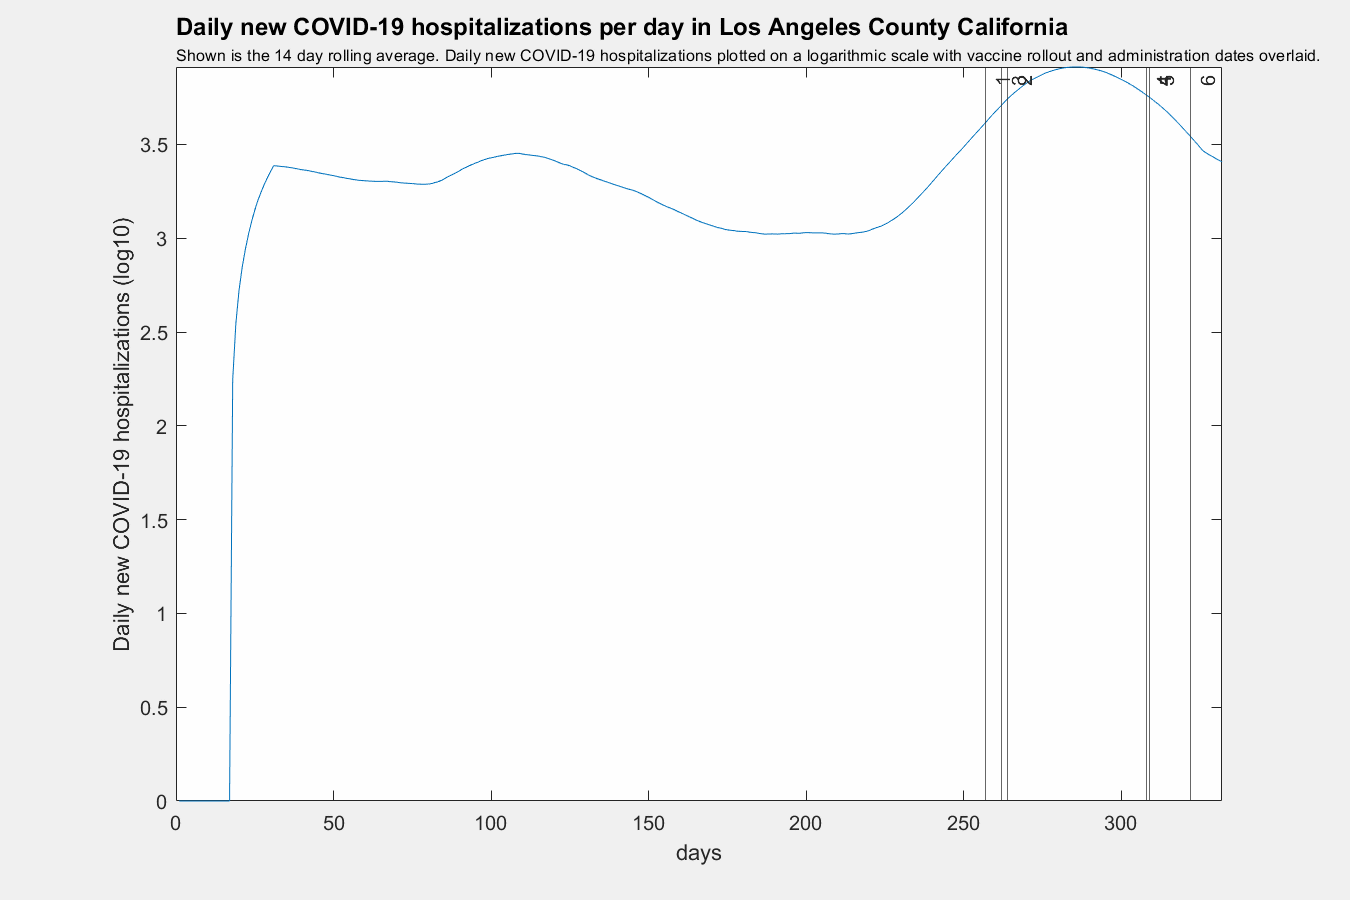 Daily new COVID-19 hospitalizations per day in Los Angeles County California
Shown is the 14 day rolling average. Daily new COVID-19 hospitalizations plotted on a logarithmic scale with vaccine rollout and administration dates overlaid.
1
3
2
4
5
6
3.5
3
2.5
2
1.5
1
0.5
0
Daily new COVID-19 hospitalizations (log10)
0 50 100 150 200 250 300
days